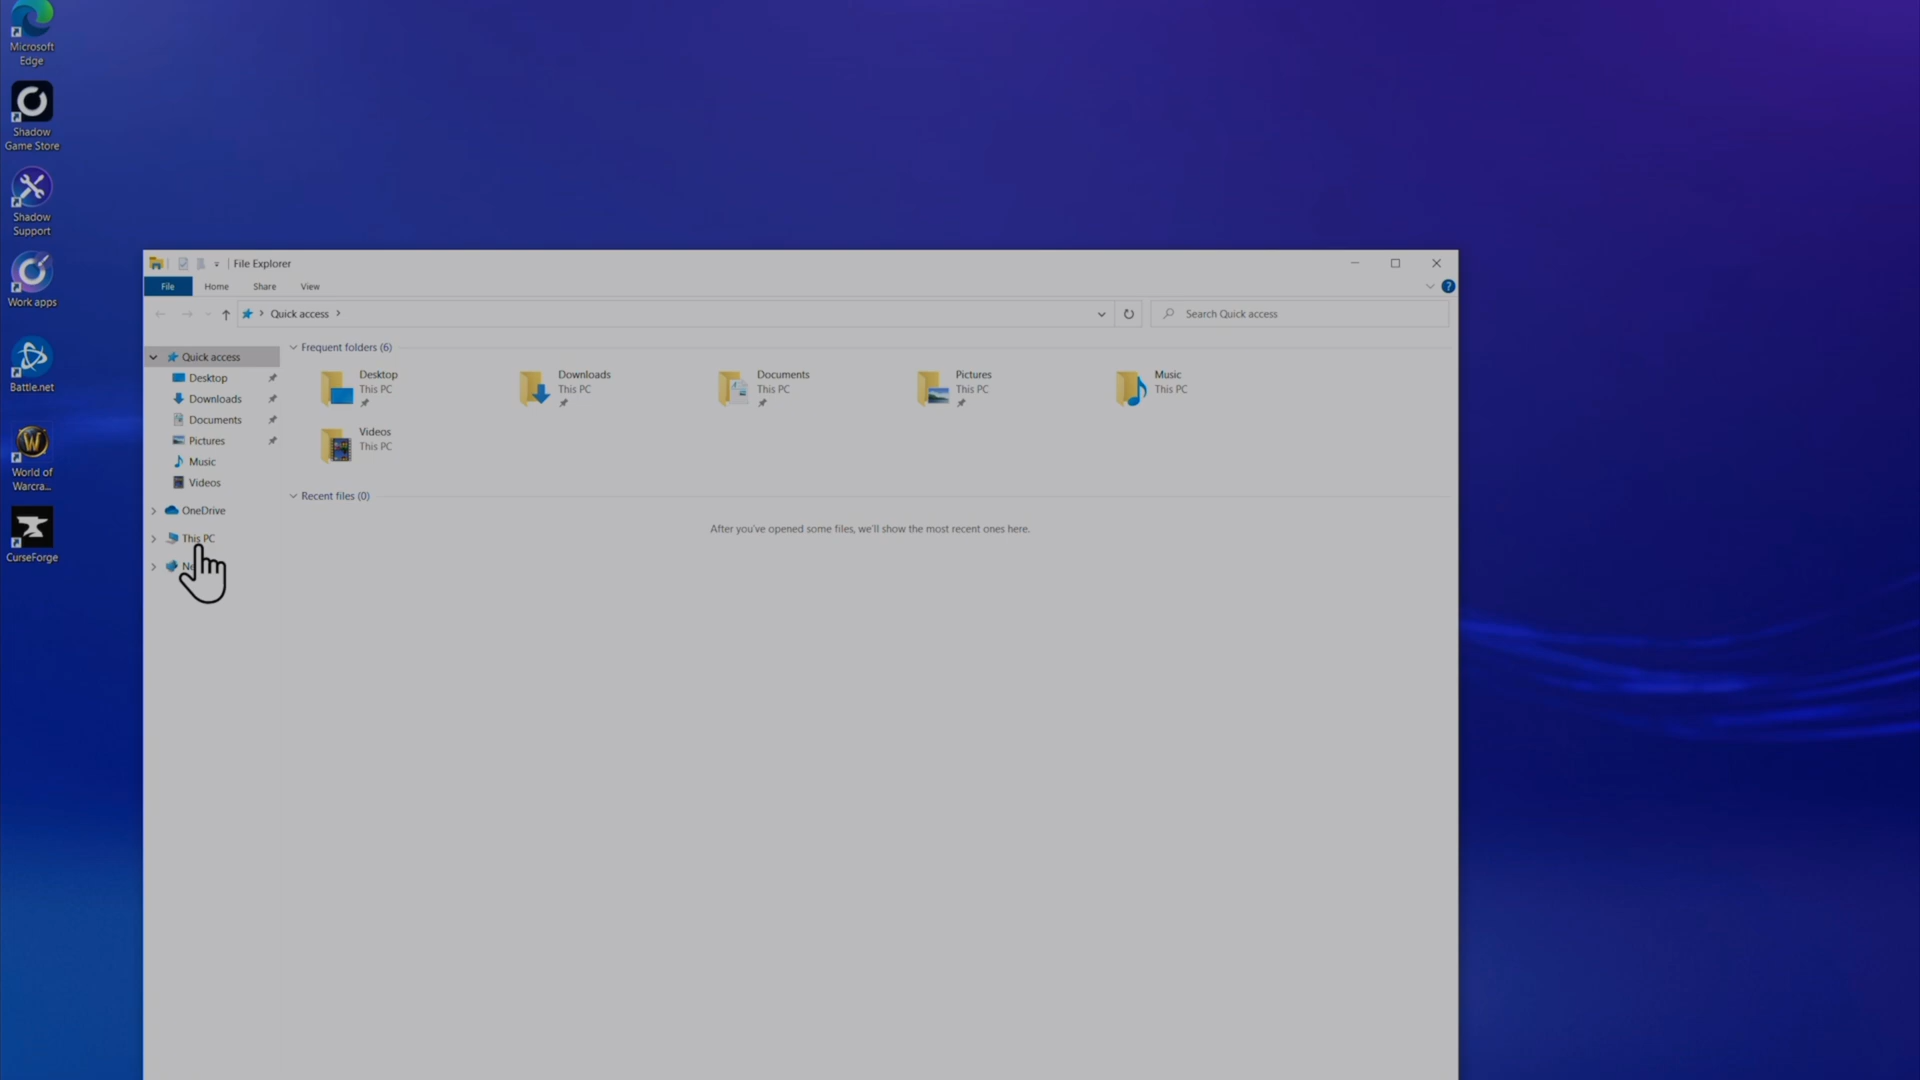 Microsoft
Edge
Shadow
Game Store
Shadow
Support
Work apps
Battle.net
World of
Warcra...
CurseForge
File Explorer
File Home Share View
Quick access
Search Quick access
Quick access
Desktop
Downloads
Documents
Pictures
Music
Videos
OneDrive
This PC
Frequent folders (6)
Desktop
This PC
Downloads
This PC
Documents
This PC
Pictures
This PC
Music
This PC
Videos
This PC
Recent files (0)
After you've opened some files, we'll show the most recent ones here.